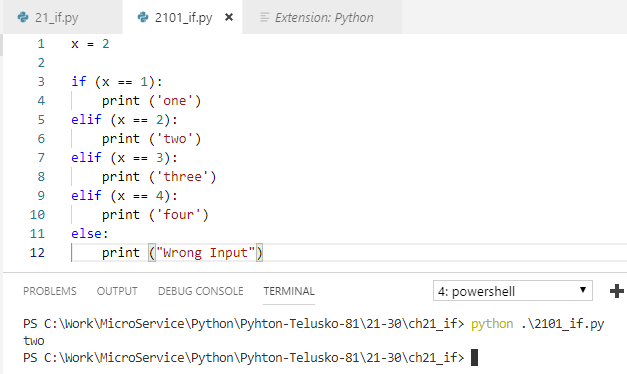 21_if.py
2101_if.py
Extension: Python
1 x = 2
2
3 if (x == 1):
4     print ('one')
5 elif (x == 2):
6     print ('two')
7 elif (x == 3):
8     print ('three')
9 elif (x == 4):
10     print ('four')
11 else:
12     print ("Wrong Input")
PROBLEMS OUTPUT DEBUG CONSOLE TERMINAL 4: powershell
PS C:\Work\MicroService\Python\Pyhton-Telusko-81\21-30\ch21_if> python .\2101_if.py
two
PS C:\Work\MicroService\Python\Pyhton-Telusko-81\21-30\ch21_if>